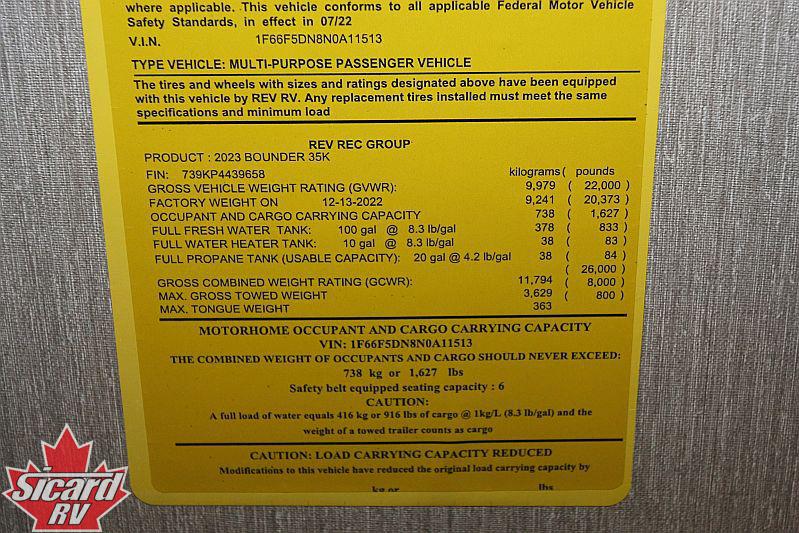 where applicable. This vehicle conforms to all applicable Federal Motor Vehicle
Safety Standards, in effect in 07/22
V.I.N. 1F66F5DN8N0A11513
TYPE VEHICLE: MULTI-PURPOSE PASSENGER VEHICLE
The tires and wheels with sizes and ratings designated above have been equipped
with this vehicle by REV RV. Any replacement tires installed must meet the same
specifications and minimum load
REV REC GROUP
PRODUCT : 2023 BOUNDER 35K
FIN: 739KP4439658 kilograms ( pounds
GROSS VEHICLE WEIGHT RATING (GVWR): 9,979 ( 22,000 )
FACTORY WEIGHT ON 12-13-2022 9,241 ( 20,373 )
OCCUPANT AND CARGO CARRYING CAPACITY 738 ( 1,627 )
FULL FRESH WATER TANK: 100 gal @ 8.3 lb/gal 378 ( 833 )
FULL WATER HEATER TANK: 10 gal @ 8.3 lb/gal 38 ( 83 )
FULL PROPANE TANK (USABLE CAPACITY): 20 gal @ 4.2 lb/gal 38 ( 84 )
( 26,000 )
GROSS COMBINED WEIGHT RATING (GCWR): 11,794 ( 8,000 )
MAX. GROSS TOWED WEIGHT 3,629 ( 800 )
MAX. TONGUE WEIGHT 363
MOTORHOME OCCUPANT AND CARGO CARRYING CAPACITY
VIN: 1F66F5DN8N0A11513
THE COMBINED WEIGHT OF OCCUPANTS AND CARGO SHOULD NEVER EXCEED:
738 kg or 1,627 lbs
Safety belt equipped seating capacity : 6
CAUTION:
A full load of water equals 416 kg or 916 lbs of cargo @ 1kg/L (8.3 lb/gal) and the
weight of a towed trailer counts as cargo
CAUTION: LOAD CARRYING CAPACITY REDUCED
Modifications to this vehicle have reduced the original load carrying capacity by
kg or lbs
Sicard
RV